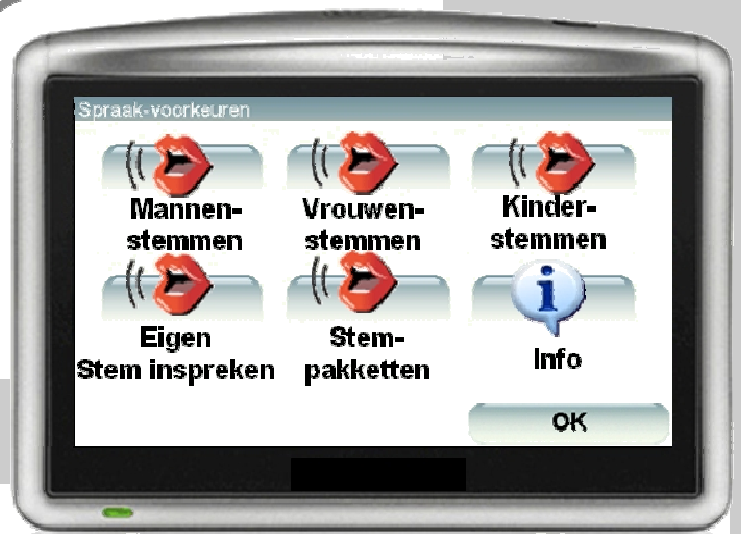 Spraak-voorkeuren
Mannen-
stemmen
Vrouwen-
stemmen
Kinder-
stemmen
Eigen
Stem inspreken
Stem-
pakketten
i
Info
OK